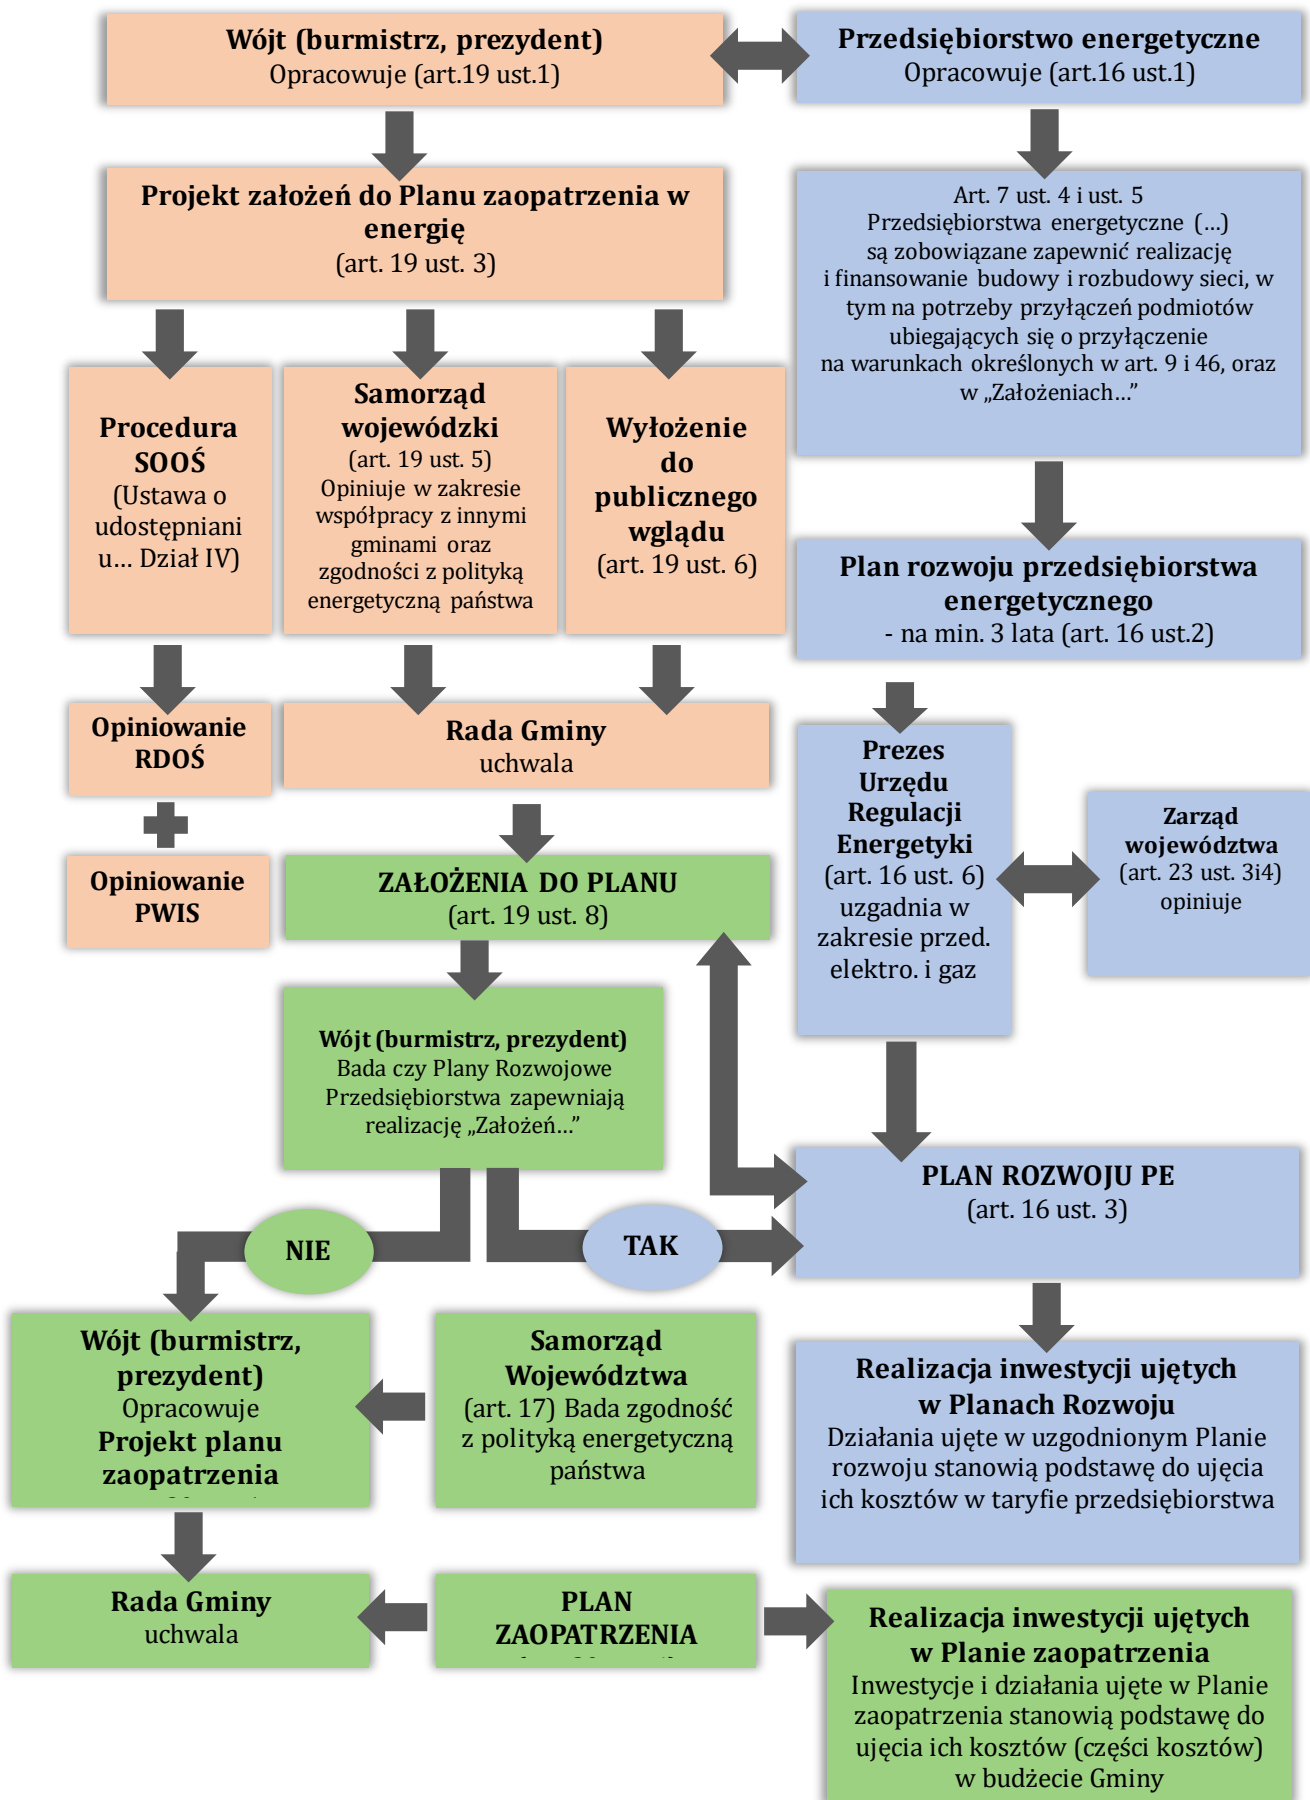 Wójt (burmistrz, prezydent)
Opracowuje (art.19 ust.1)
Przedsiębiorstwo energetyczne
Opracowuje (art.16 ust.1)
Projekt założeń do Planu zaopatrzenia w
energię
(art. 19 ust. 3)
Art. 7 ust. 4 i ust. 5
Przedsiębiorstwa energetyczne (...)
są zobowiązane zapewnić realizację
i finansowanie budowy i rozbudowy sieci, w
tym na potrzeby przyłączeń podmiotów
ubiegających się o przyłączenie
na warunkach określonych w art. 9 i 46, oraz
w „Założeniach…”
Procedura
SOOŚ
(Ustawa o
udostępniani
u… Dział IV)
Samorząd
wojewódzki
(art. 19 ust. 5)
Opiniuje w zakresie
współpracy z innymi
gminami oraz
zgodności z polityką
energetyczną państwa
Wyłożenie
do
publicznego
wglądu
(art. 19 ust. 6)
Plan rozwoju przedsiębiorstwa
energetycznego
- na min. 3 lata (art. 16 ust.2)
Opiniowanie
RDOŚ
Rada Gminy
uchwala
Prezes
Urzędu
Regulacji
Energetyki
(art. 16 ust. 6)
uzgadnia w
zakresie przed.
elektro. i gaz
Zarząd
województwa
(art. 23 ust. 3i4)
opiniuje
Opiniowanie
PWIS
ZAŁOŻENIA DO PLANU
(art. 19 ust. 8)
Wójt (burmistrz, prezydent)
Bada czy Plany Rozwojowe
Przedsiębiorstwa zapewniają
realizację „Założeń…”
PLAN ROZWOJU PE
(art. 16 ust. 3)
NIE
TAK
Wójt (burmistrz,
prezydent)
Opracowuje
Projekt planu
zaopatrzenia
Samorząd
Województwa
(art. 17) Bada zgodność
z polityką energetyczną
państwa
Realizacja inwestycji ujętych
w Planach Rozwoju
Działania ujęte w uzgodnionym Planie
rozwoju stanowią podstawę do ujęcia
ich kosztów w taryfie przedsiębiorstwa
Rada Gminy
uchwala
PLAN
ZAOPATRZENIA
Realizacja inwestycji ujętych
w Planie zaopatrzenia
Inwestycje i działania ujęte w Planie
zaopatrzenia stanowią podstawę do
ujęcia ich kosztów (części kosztów)
w budżecie Gminy